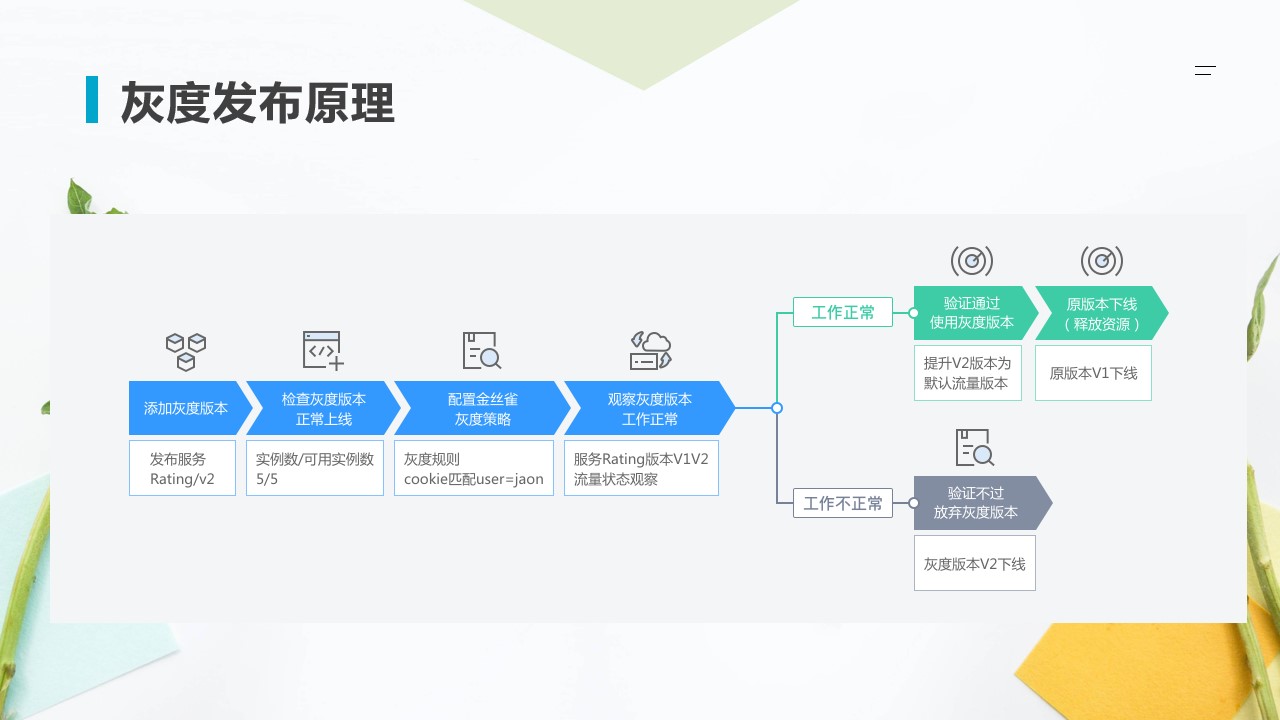 灰度发布原理
添加灰度版本
发布服务
Rating/v2
检查灰度版本
正常上线
实例数/可用实例数
5/5
配置金丝雀
灰度策略
灰度规则
cookie匹配user=jaon
观察灰度版本
工作正常
服务Rating版本V1V2
流量状态观察
工作正常
验证通过
使用灰度版本
提升V2版本为
默认流量版本
原版本下线
（释放资源）
原版本V1下线
工作不正常
验证不过
放弃灰度版本
灰度版本V2下线